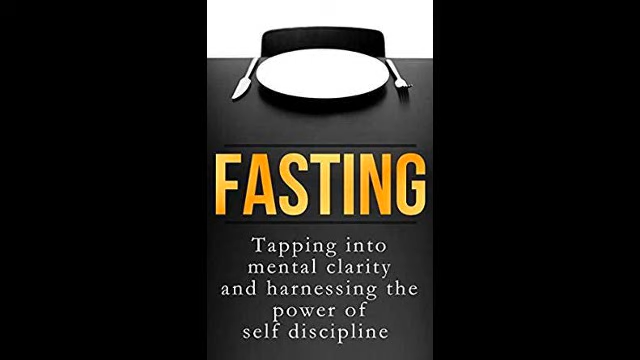 FASTING
Tapping into
mental clarity
and harnessing the
power of
self discipline